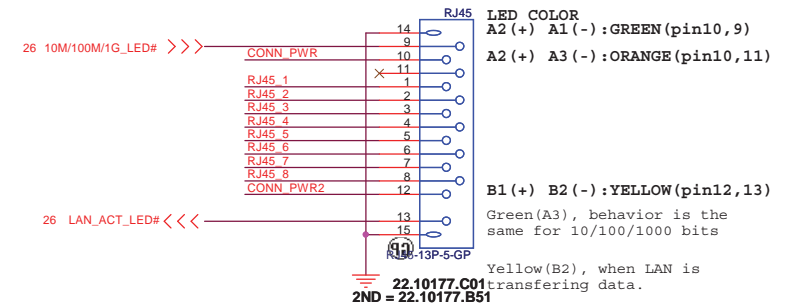 RJ45
LED COLOR
14
A2(+) A1(-):GREEN(pin10,9)
26 10M/100M/1G_LED#
9
CONN_PWR
10
A2(+) A3(-):ORANGE(pin10,11)
11
RJ45_1
1
RJ45_2
2
RJ45_3
3
RJ45_4
4
RJ45_5
5
RJ45_6
6
RJ45_7
7
RJ45_8
8
CONN_PWR2
12
B1(+) B2(-):YELLOW(pin12,13)
26 LAN_ACT_LED#
13
Green(A3), behavior is the
same for 10/100/1000 bits
15
RJ45-13P-5-GP
Yellow(B2), when LAN is
transfering data.
22.10177.C01
2ND = 22.10177.B51